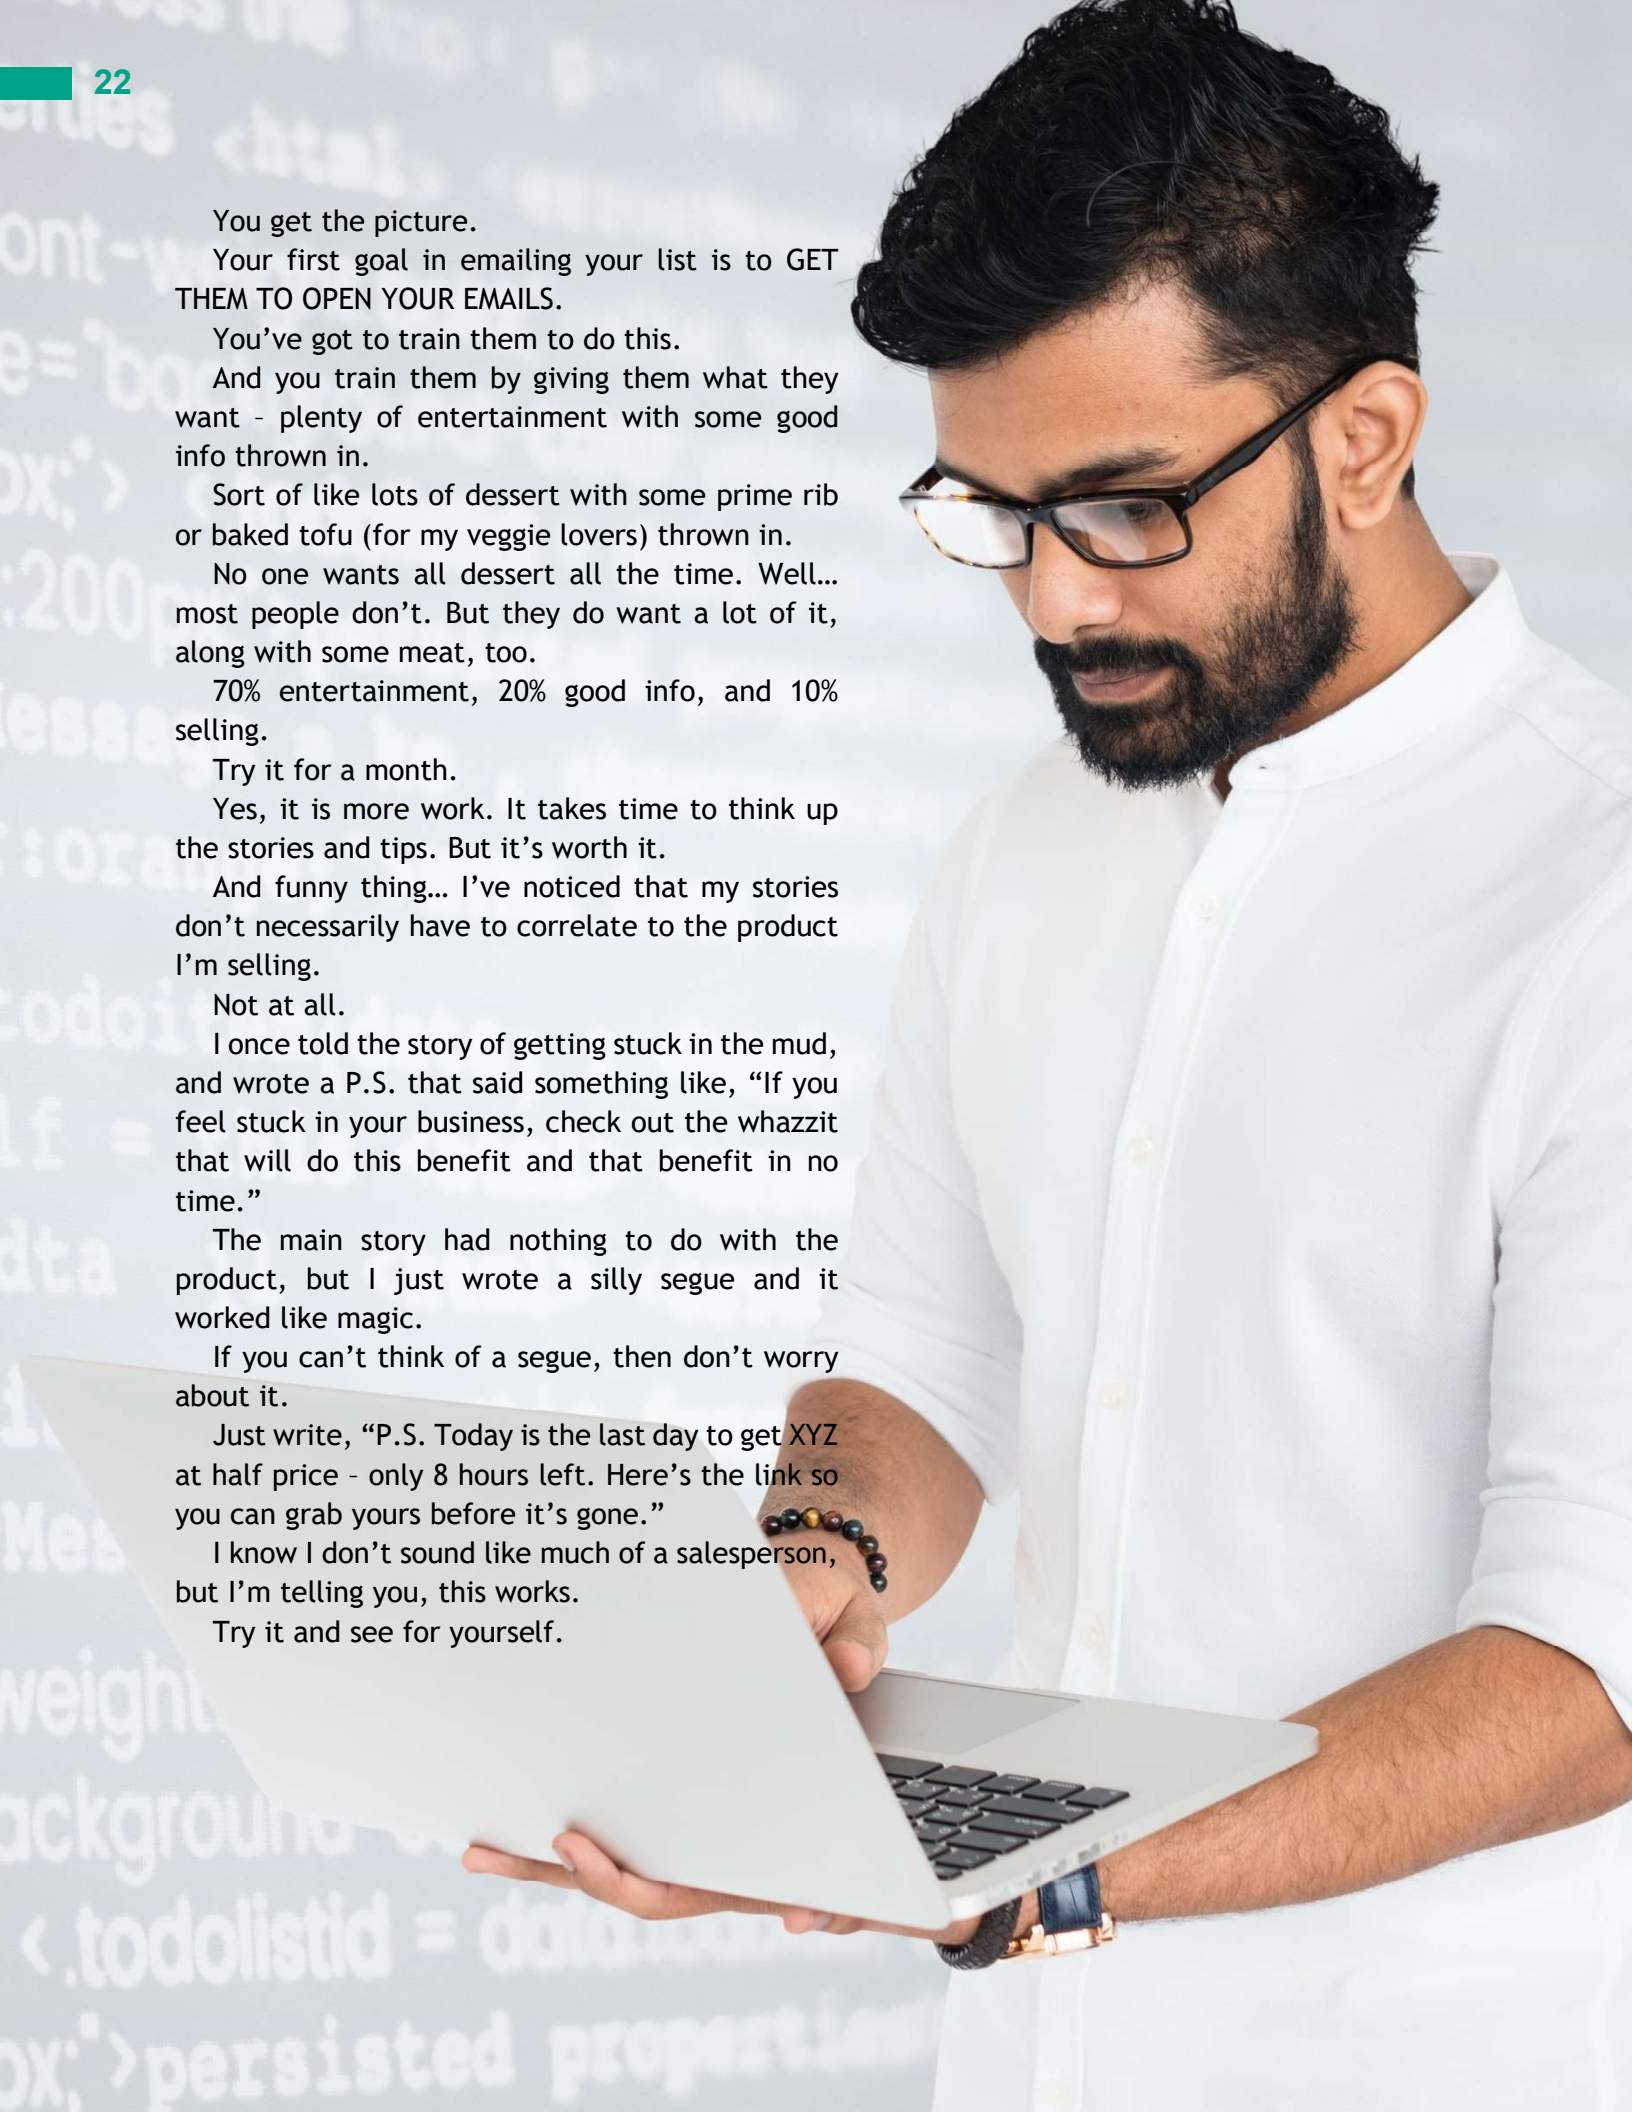 22
You get the picture.
Your first goal in emailing your list is to GET
THEM TO OPEN YOUR EMAILS.
You’ve got to train them to do this.
And you train them by giving them what they
want – plenty of entertainment with some good
info thrown in.
Sort of like lots of dessert with some prime rib
or baked tofu (for my veggie lovers) thrown in.
No one wants all dessert all the time. Well…
most people don’t. But they do want a lot of it,
along with some meat, too.
70% entertainment, 20% good info, and 10%
selling.
Try it for a month.
Yes, it is more work. It takes time to think up
the stories and tips. But it’s worth it.
And funny thing… I’ve noticed that my stories
don’t necessarily have to correlate to the product
I’m selling.
Not at all.
I once told the story of getting stuck in the mud,
and wrote a P.S. that said something like, “If you
feel stuck in your business, check out the whazzit
that will do this benefit and that benefit in no
time.”
The main story had nothing to do with the
product, but I just wrote a silly segue and it
worked like magic.
If you can’t think of a segue, then don’t worry
about it.
Just write, “P.S. Today is the last day to get XYZ
at half price – only 8 hours left. Here’s the link so
you can grab yours before it’s gone.”
I know I don’t sound like much of a salesperson,
but I’m telling you, this works.
Try it and see for yourself.
<html>
:200p
weight
ackground
<.todolistid =
ox;">persisted properties